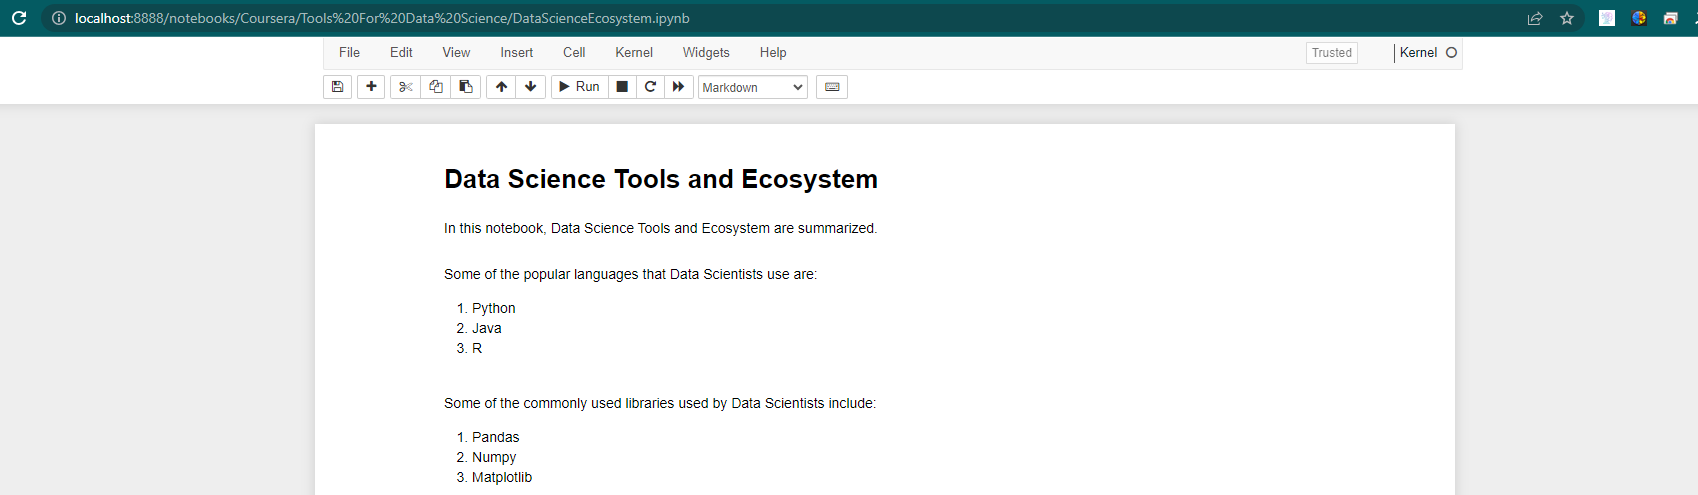 localhost:8888/notebooks/Coursera/Tools%20For%20Data%20Science/DataScienceEcosystem.ipynb
File Edit View Insert Cell Kernel Widgets Help Trusted Kernel
Run Markdown
Data Science Tools and Ecosystem
In this notebook, Data Science Tools and Ecosystem are summarized.
Some of the popular languages that Data Scientists use are:
1. Python
2. Java
3. R
Some of the commonly used libraries used by Data Scientists include:
1. Pandas
2. Numpy
3. Matplotlib